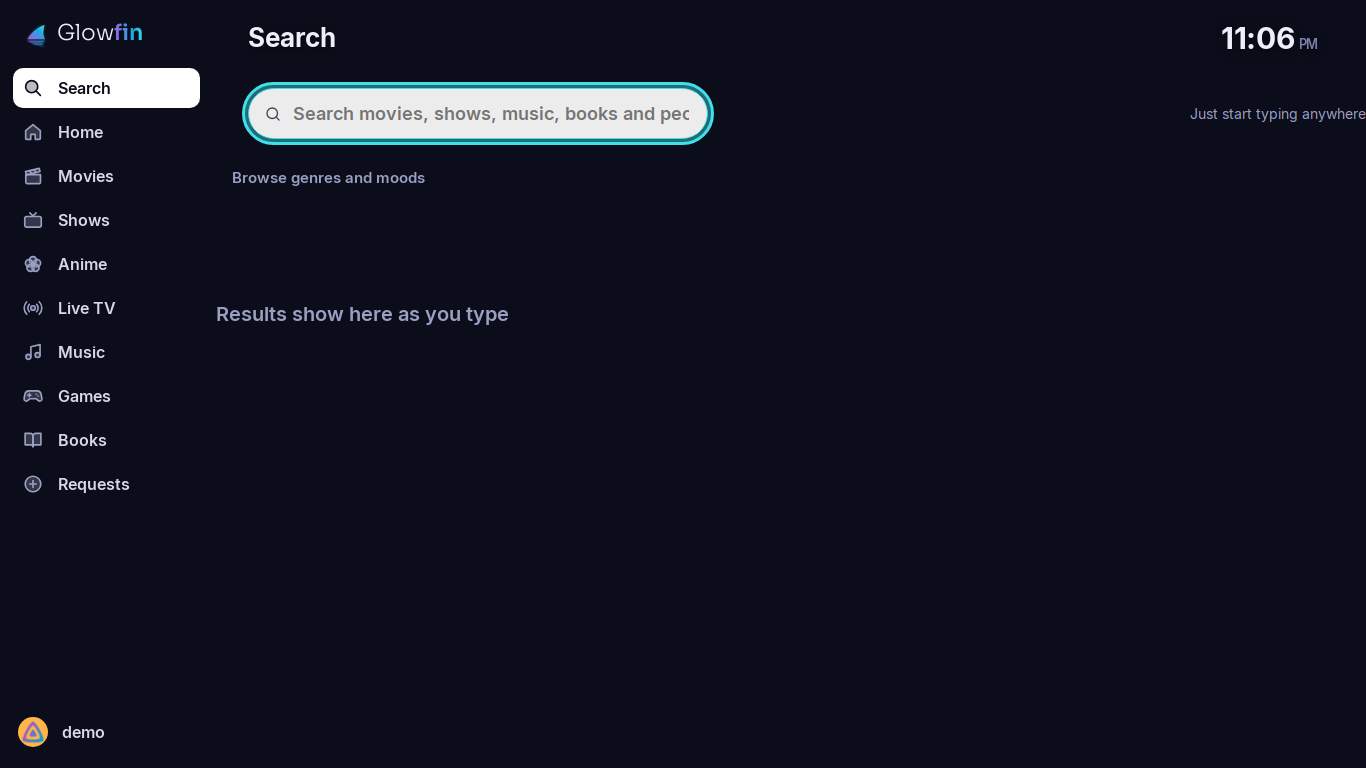 Glowfin
Search
11:06 PM
Search
Search movies, shows, music, books and
Just start typing anywhere
Home
Browse genres and moods
Movies
Shows
Anime
Live TV
Results show here as you type
Music
Games
Books
Requests
demo